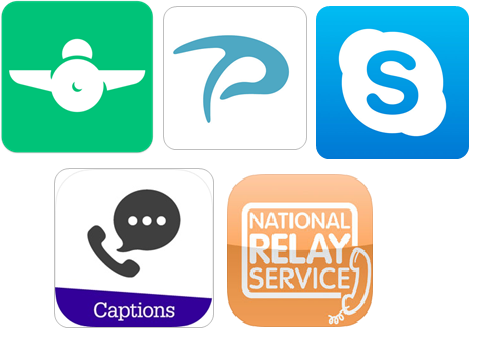 S
Captions
NATIONAL
RELAY
SERVICE